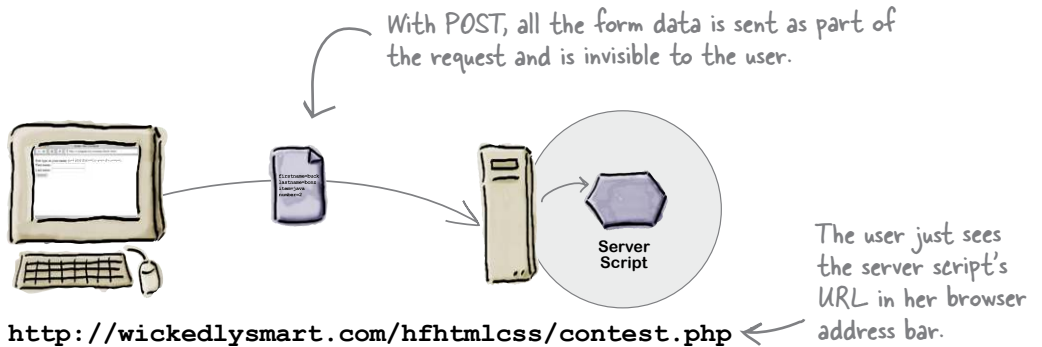 With POST, all the form data is sent as part of
the request and is invisible to the user.
firstname=buck
lastname=bone
item=java
number=2
Server
Script
The user just sees
the server script's
URL in her browser
address bar.
http://wickedlysmart.com/hfhtmlcss/contest.php